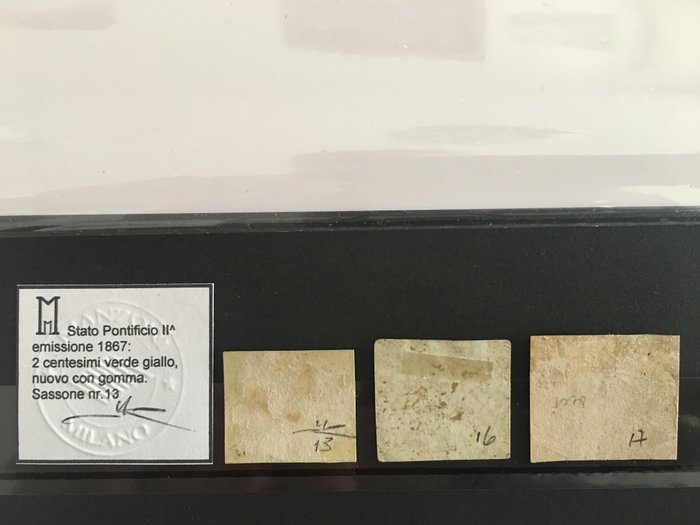 M Stato Pontificio II^
emissione 1867:
2 centesimi verde giallo,
nuovo con gomma.
Sassone nr.13
MILANO
13
16
17